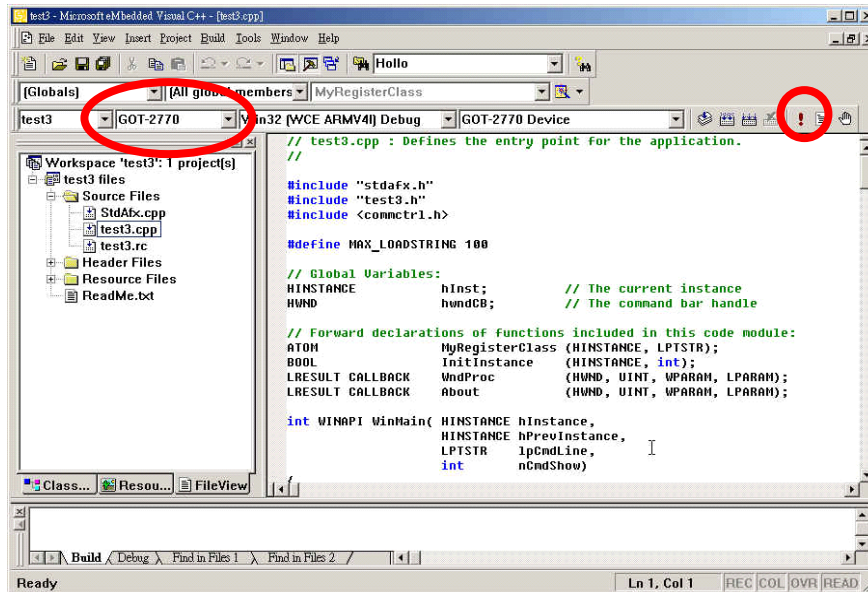 test3 - Microsoft eMbedded Visual C++ - [test3.cpp]
File Edit View Insert Project Build Tools Window Help
Hollo
(Globals) (All global members MyRegisterClass
test3 GOT-2770 Win32 (WCE ARMV4I) Debug GOT-2770 Device
Workspace 'test3': 1 project(s)
test3 files
Source Files
StdAfx.cpp
test3.cpp
test3.rc
Header Files
Resource Files
ReadMe.txt
Class... Resou... FileView
// test3.cpp : Defines the entry point for the application.
//
#include "stdafx.h"
#include "test3.h"
#include <commctrl.h>
#define MAX_LOADSTRING 100
// Global Variables:
HINSTANCE hInst; // The current instance
HWND hwndCB; // The command bar handle
// Forward declarations of functions included in this code module:
ATOM MyRegisterClass (HINSTANCE, LPTSTR);
BOOL InitInstance (HINSTANCE, int);
LRESULT CALLBACK WndProc (HWND, UINT, WPARAM, LPARAM);
LRESULT CALLBACK About (HWND, UINT, WPARAM, LPARAM);
int WINAPI WinMain( HINSTANCE hInstance,
HINSTANCE hPrevInstance,
LPTSTR lpCmdLine,
int nCmdShow)
{
Build Debug Find in Files 1 Find in Files 2
Ready Ln 1, Col 1 REC COL OVR READ